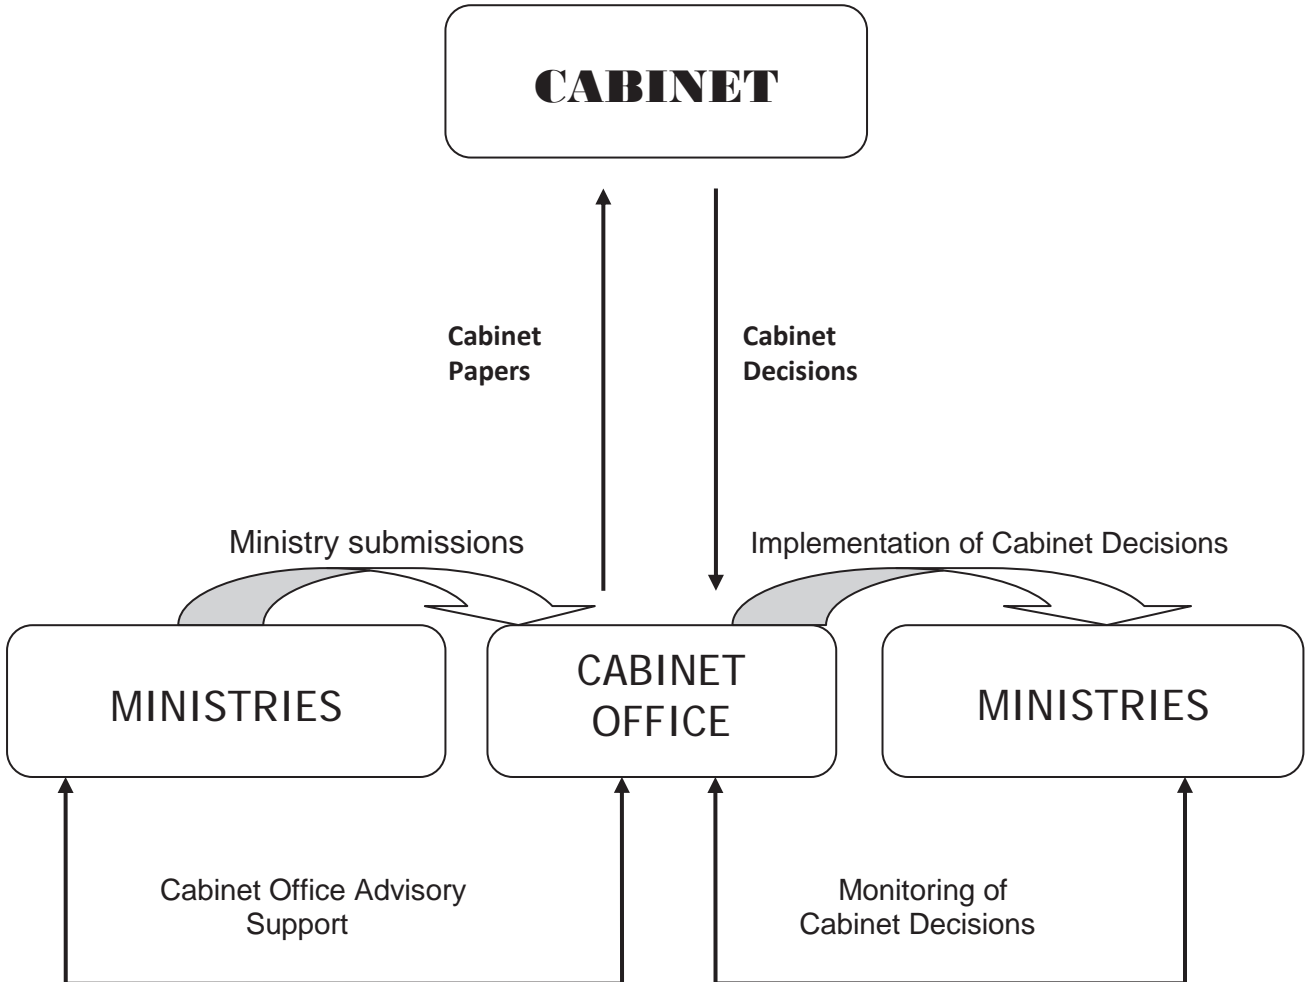 CABINET
Cabinet
Papers
Cabinet
Decisions
Ministry submissions
Implementation of Cabinet Decisions
MINISTRIES
CABINET
OFFICE
MINISTRIES
Cabinet Office Advisory
Support
Monitoring of
Cabinet Decisions